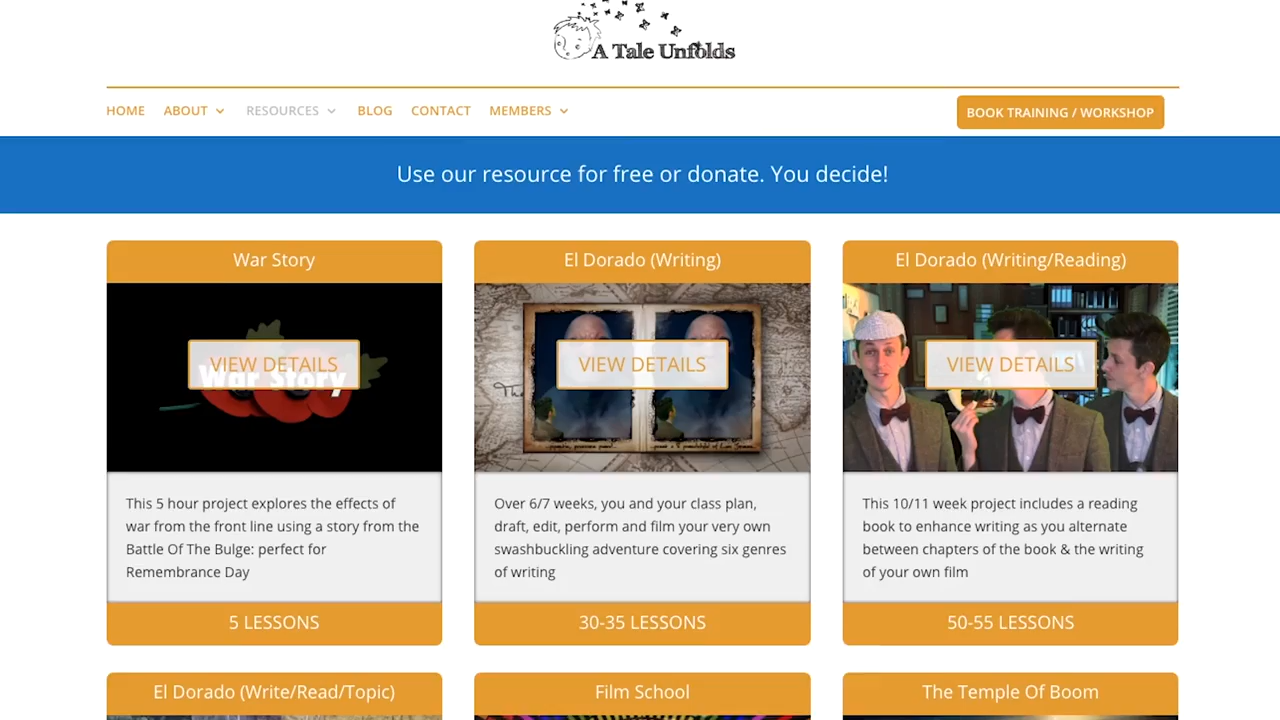 A Tale Unfolds
HOME ABOUT RESOURCES BLOG CONTACT MEMBERS BOOK TRAINING / WORKSHOP
Use our resource for free or donate. You decide!
War Story
VIEW DETAILS
War Story
This 5 hour project explores the effects of
war from the front line using a story from the
Battle Of The Bulge: perfect for
Remembrance Day
5 LESSONS
El Dorado (Writing)
VIEW DETAILS
Over 6/7 weeks, you and your class plan,
draft, edit, perform and film your very own
swashbuckling adventure covering six genres
of writing
30-35 LESSONS
El Dorado (Writing/Reading)
VIEW DETAILS
This 10/11 week project includes a reading
book to enhance writing as you alternate
between chapters of the book & the writing
of your own film
50-55 LESSONS
El Dorado (Write/Read/Topic)
Film School
The Temple Of Boom